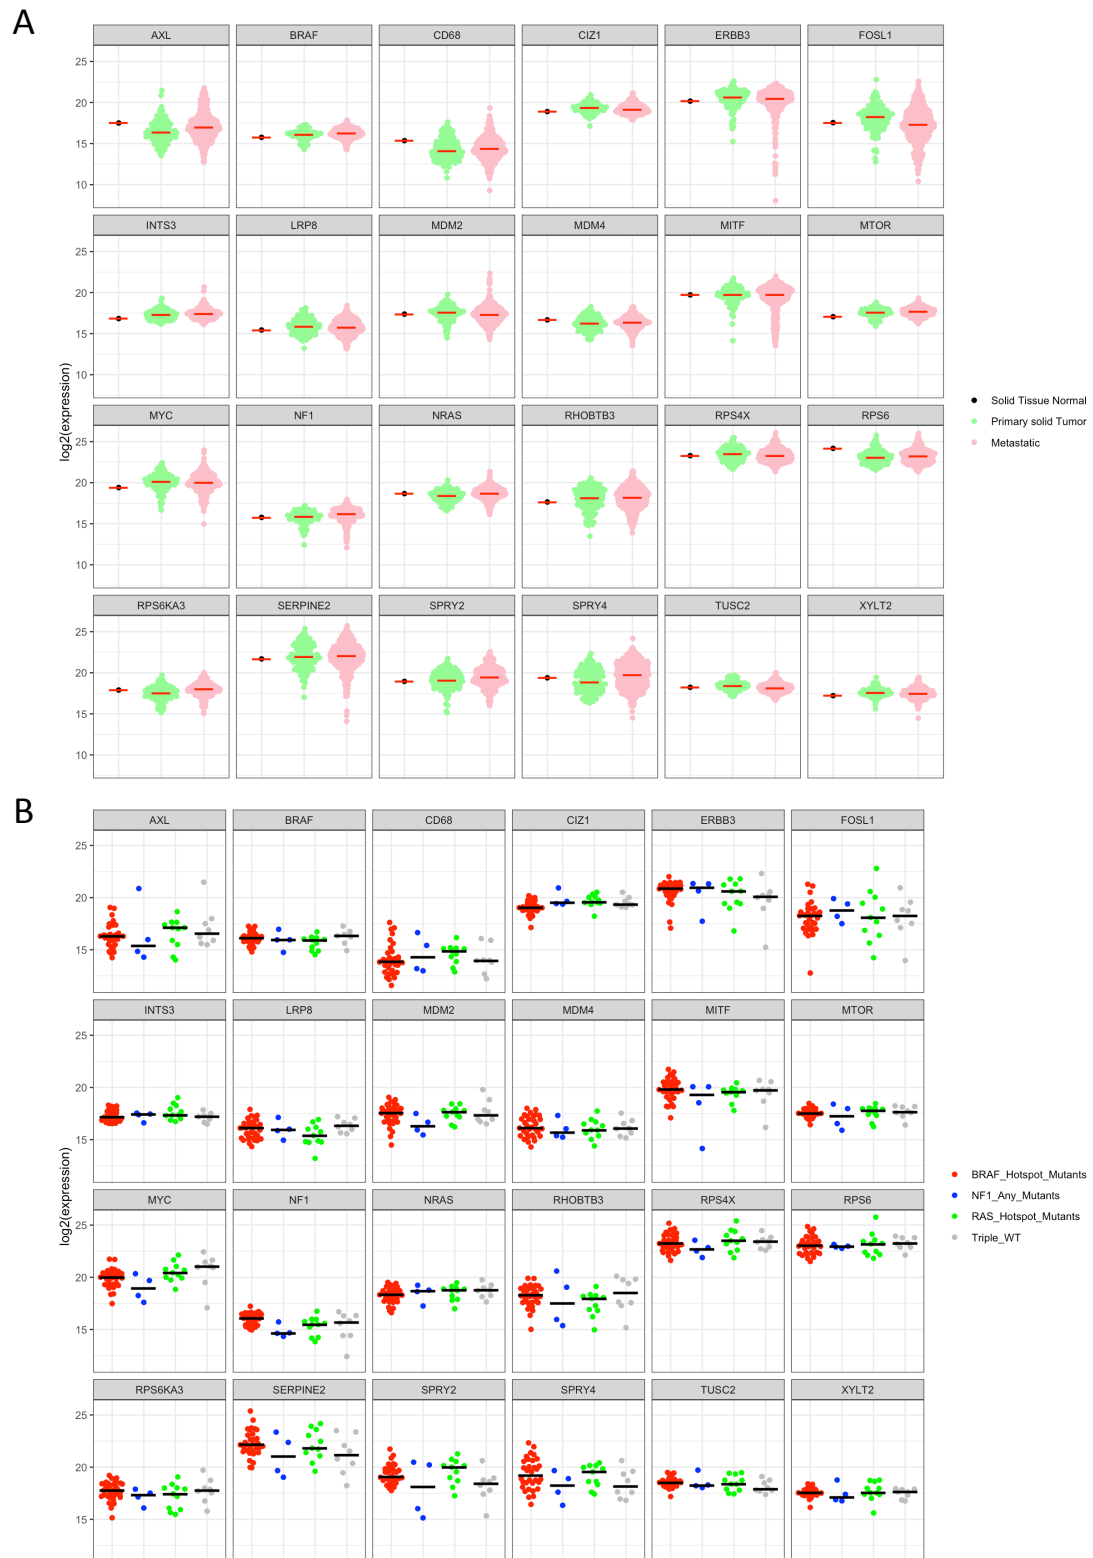 A
AXL BRAF CD68 CIZ1 ERBB3 FOSL1
25
20
15
10
INTS3 LRP8 MDM2 MDM4 MITF MTOR
25
20
15
10
log2(expression)
Solid Tissue Normal
Primary solid Tumor
Metastatic
MYC NF1 NRAS RHOBTB3 RPS4X RPS6
25
20
15
10
RPS6KA3 SERPINE2 SPRY2 SPRY4 TUSC2 XYLT2
25
20
15
10
B
AXL BRAF CD68 CIZ1 ERBB3 FOSL1
25
20
15
INTS3 LRP8 MDM2 MDM4 MITF MTOR
25
20
15
log2(expression)
BRAF_Hotspot_Mutants
NF1_Any_Mutants
RAS_Hotspot_Mutants
Triple_WT
MYC NF1 NRAS RHOBTB3 RPS4X RPS6
25
20
15
RPS6KA3 SERPINE2 SPRY2 SPRY4 TUSC2 XYLT2
25
20
15